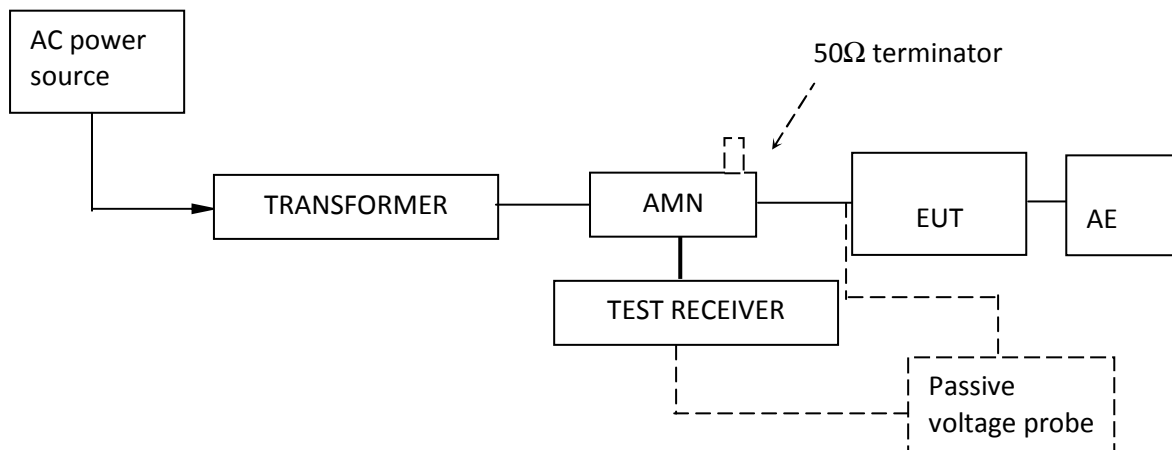 AC power
source
50Ω terminator
TRANSFORMER
AMN
EUT
AE
TEST RECEIVER
Passive
voltage probe